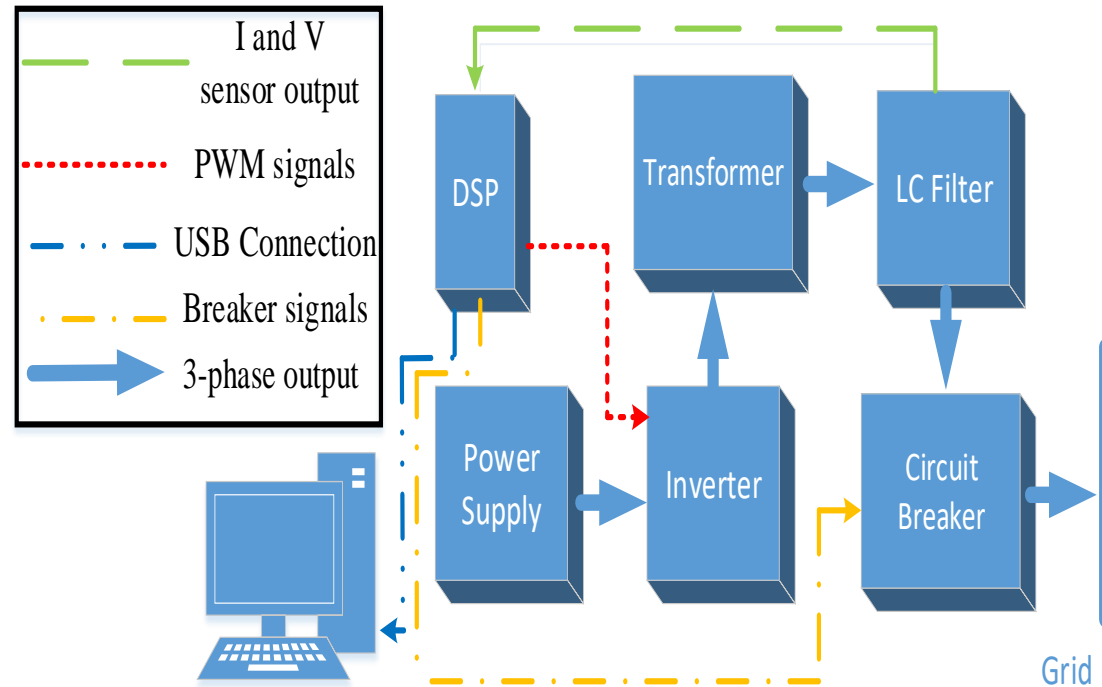 I and V
sensor output
PWM signals
USB Connection
Breaker signals
3-phase output
DSP
Transformer
LC Filter
Power
Supply
Inverter
Circuit
Breaker
Grid